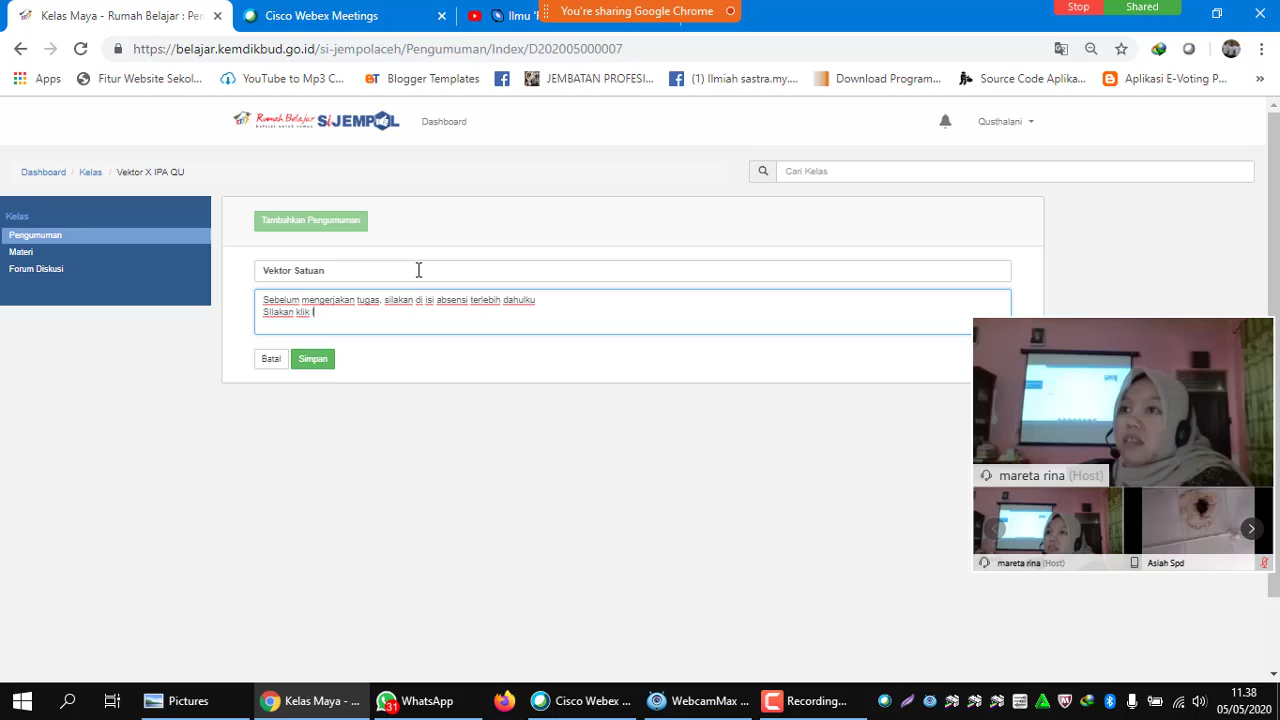 Kelas Maya - Rumah Belajar : Per
Cisco Webex Meetings
Ilmu '
You're sharing Google Chrome
Stop
Shared
https://belajar.kemdikbud.go.id/si-jempolaceh/Pengumuman/Index/D202005000007
Apps
Fitur Website Sekol...
YouTube to Mp3 C...
Blogger Templates
JEMBATAN PROFESI...
(1) Ilmiah sastra.my....
Download Program...
Source Code Aplika...
Aplikasi E-Voting P...
Rumah Belajar
SIJEMPOL
Dashboard
Qusthalani
Dashboard / Kelas / Vektor X IPA QU
Cari Kelas
Kelas
Pengumuman
Materi
Forum Diskusi
Tambahkan Pengumuman
Vektor Satuan
Sebelum mengerjakan tugas, silakan di isi absensi terlebih dahulku
SIlakan klik l
Batal
Simpan
mareta rina (Host)
mareta rina (Host)
Asiah Spd
Pictures
Kelas Maya - ...
31
WhatsApp
Cisco Webex ...
WebcamMax ...
Recording...
11.38
05/05/2020